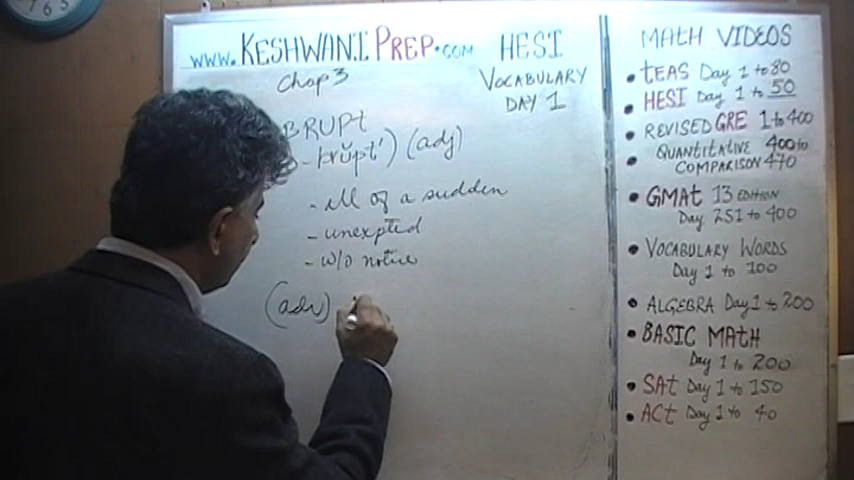 765
www.KESHWANIPREP.com
HESI
Chap 3
VOCABULARY
DAY 1
BRUPt
- brŭpt') (adj)
- all of a sudden
- unexpted
- w/o notice
(adv)
MATH VIDEOS
• tEAS Day 1 to 80
• HESI Day 1 to 50
• REVISED GRE 1 to 400
• QUANTITATIVE 400 to
COMPARISON 470
• GMAt 13 EDITION
Day 251 to 400
• VOCABULARY WORDS
Day 1 to 100
• ALGEBRA Day 1 to 200
• BASIC MATH
Day 1 to 200
• SAt Day 1 to 150
• ACt Day 1 to 40